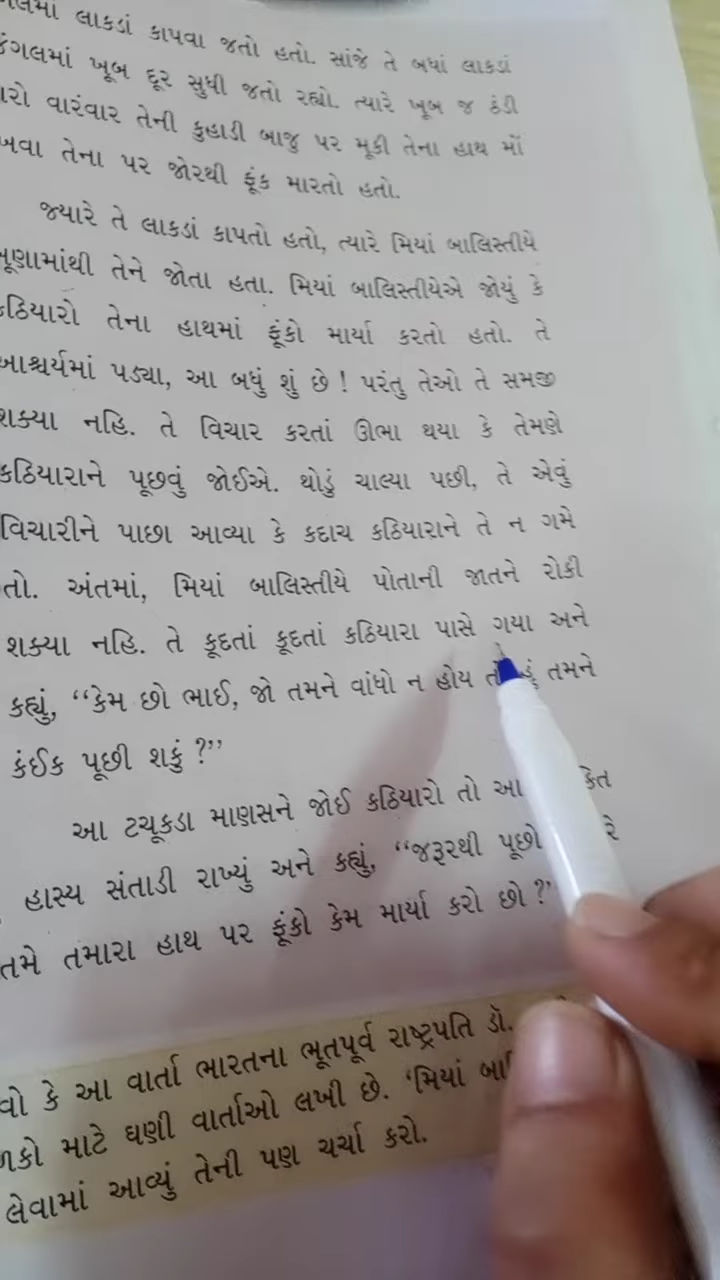 લાકડાં કાપવા જતો હતો. સાંજે તે બધાં લાકડાં
જંગલમાં ખૂબ દૂર સુધી જતો રહ્યો. ત્યારે ખૂબ જ ઠંડી
વારંવાર તેની કુહાડી બાજુ પર મૂકી તેના હાથ મોં
તેના પર જોરથી ફૂંક મારતો હતો.
જ્યારે તે લાકડાં કાપતો હતો, ત્યારે મિયાં બાલિસ્તીયે
તેને જોતા હતા. મિયાં બાલિસ્તીયેએ જોયું કે
કઠિયારો તેના હાથમાં ફૂંકો માર્યા કરતો હતો. તે
આશ્ચર્યમાં પડ્યા, આ બધું શું છે ! પરંતુ તેઓ તે સમજી
શક્યા નહિ. તે વિચાર કરતાં ઊભા થયા કે તેમણે
કઠિયારાને પૂછવું જોઈએ. થોડું ચાલ્યા પછી, તે એવું
વિચારીને પાછા આવ્યા કે કદાચ કઠિયારાને તે ન ગમે
તો. અંતમાં, મિયાં બાલિસ્તીયે પોતાની જાતને રોકી
શક્યા નહિ. તે કૂદતાં કૂદતાં કઠિયારા પાસે ગયા અને
કહ્યું, “કેમ છો ભાઈ, જો તમને વાંધો ન હોય તો હું તમને
કંઈક પૂછી શકું ?”
આ ટચૂકડા માણસને જોઈ કઠિયારો તો
હાસ્ય સંતાડી રાખ્યું અને કહ્યું, “જરૂરથી પૂછો
તમે તમારા હાથ પર ફૂંકો કેમ માર્યા કરો છો ?”
કે આ વાર્તા ભારતના ભૂતપૂર્વ રાષ્ટ્રપતિ ડૉ.
માટે ઘણી વાર્તાઓ લખી છે. ‘મિયાં
લેવામાં આવ્યું તેની પણ ચર્ચા કરો.